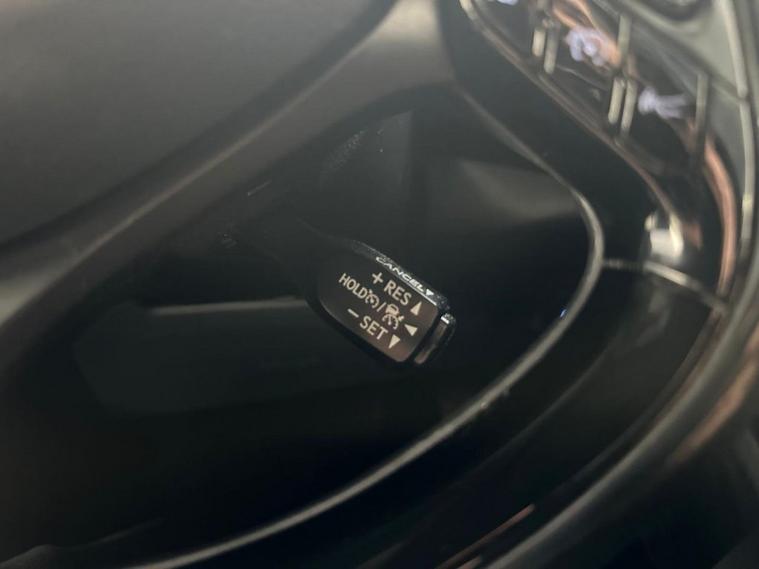 CANCEL▼
+ RES ▲
HOLD /
− SET ▼